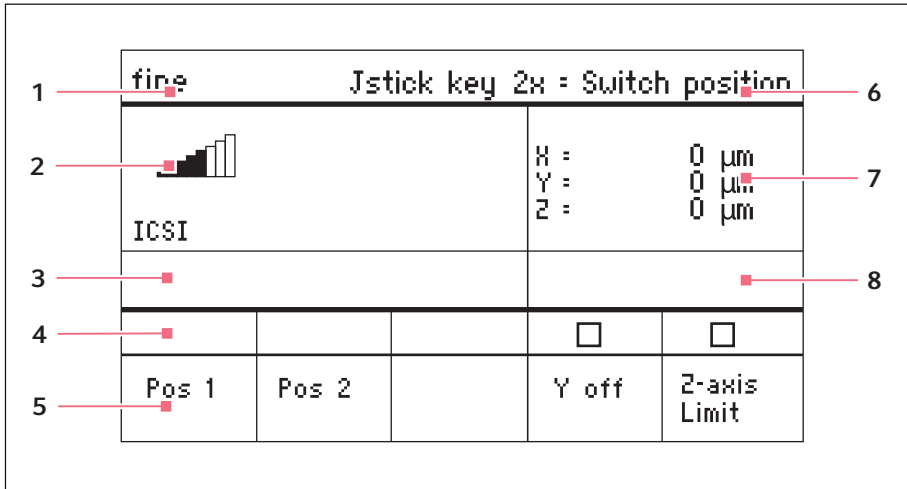 fine Jstick key 2x = Switch position
1
6
2
X = 0 µm
Y = 0 µm
7
Z = 0 µm
ICSI
3
8
4
5
Pos 1 Pos 2 Y off Z-axis
Limit